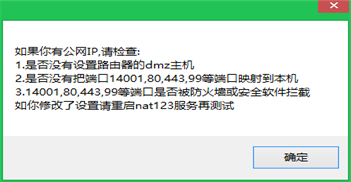 如果你有公网IP,请检查:
1.是否没有设置路由器的dmz主机
2.是否没有把端口14001,80,443,99等端口映射到本机
3.14001,80,443,99等端口是否被防火墙或安全软件拦截
如你修改了设置请重启nat123服务再测试
确定